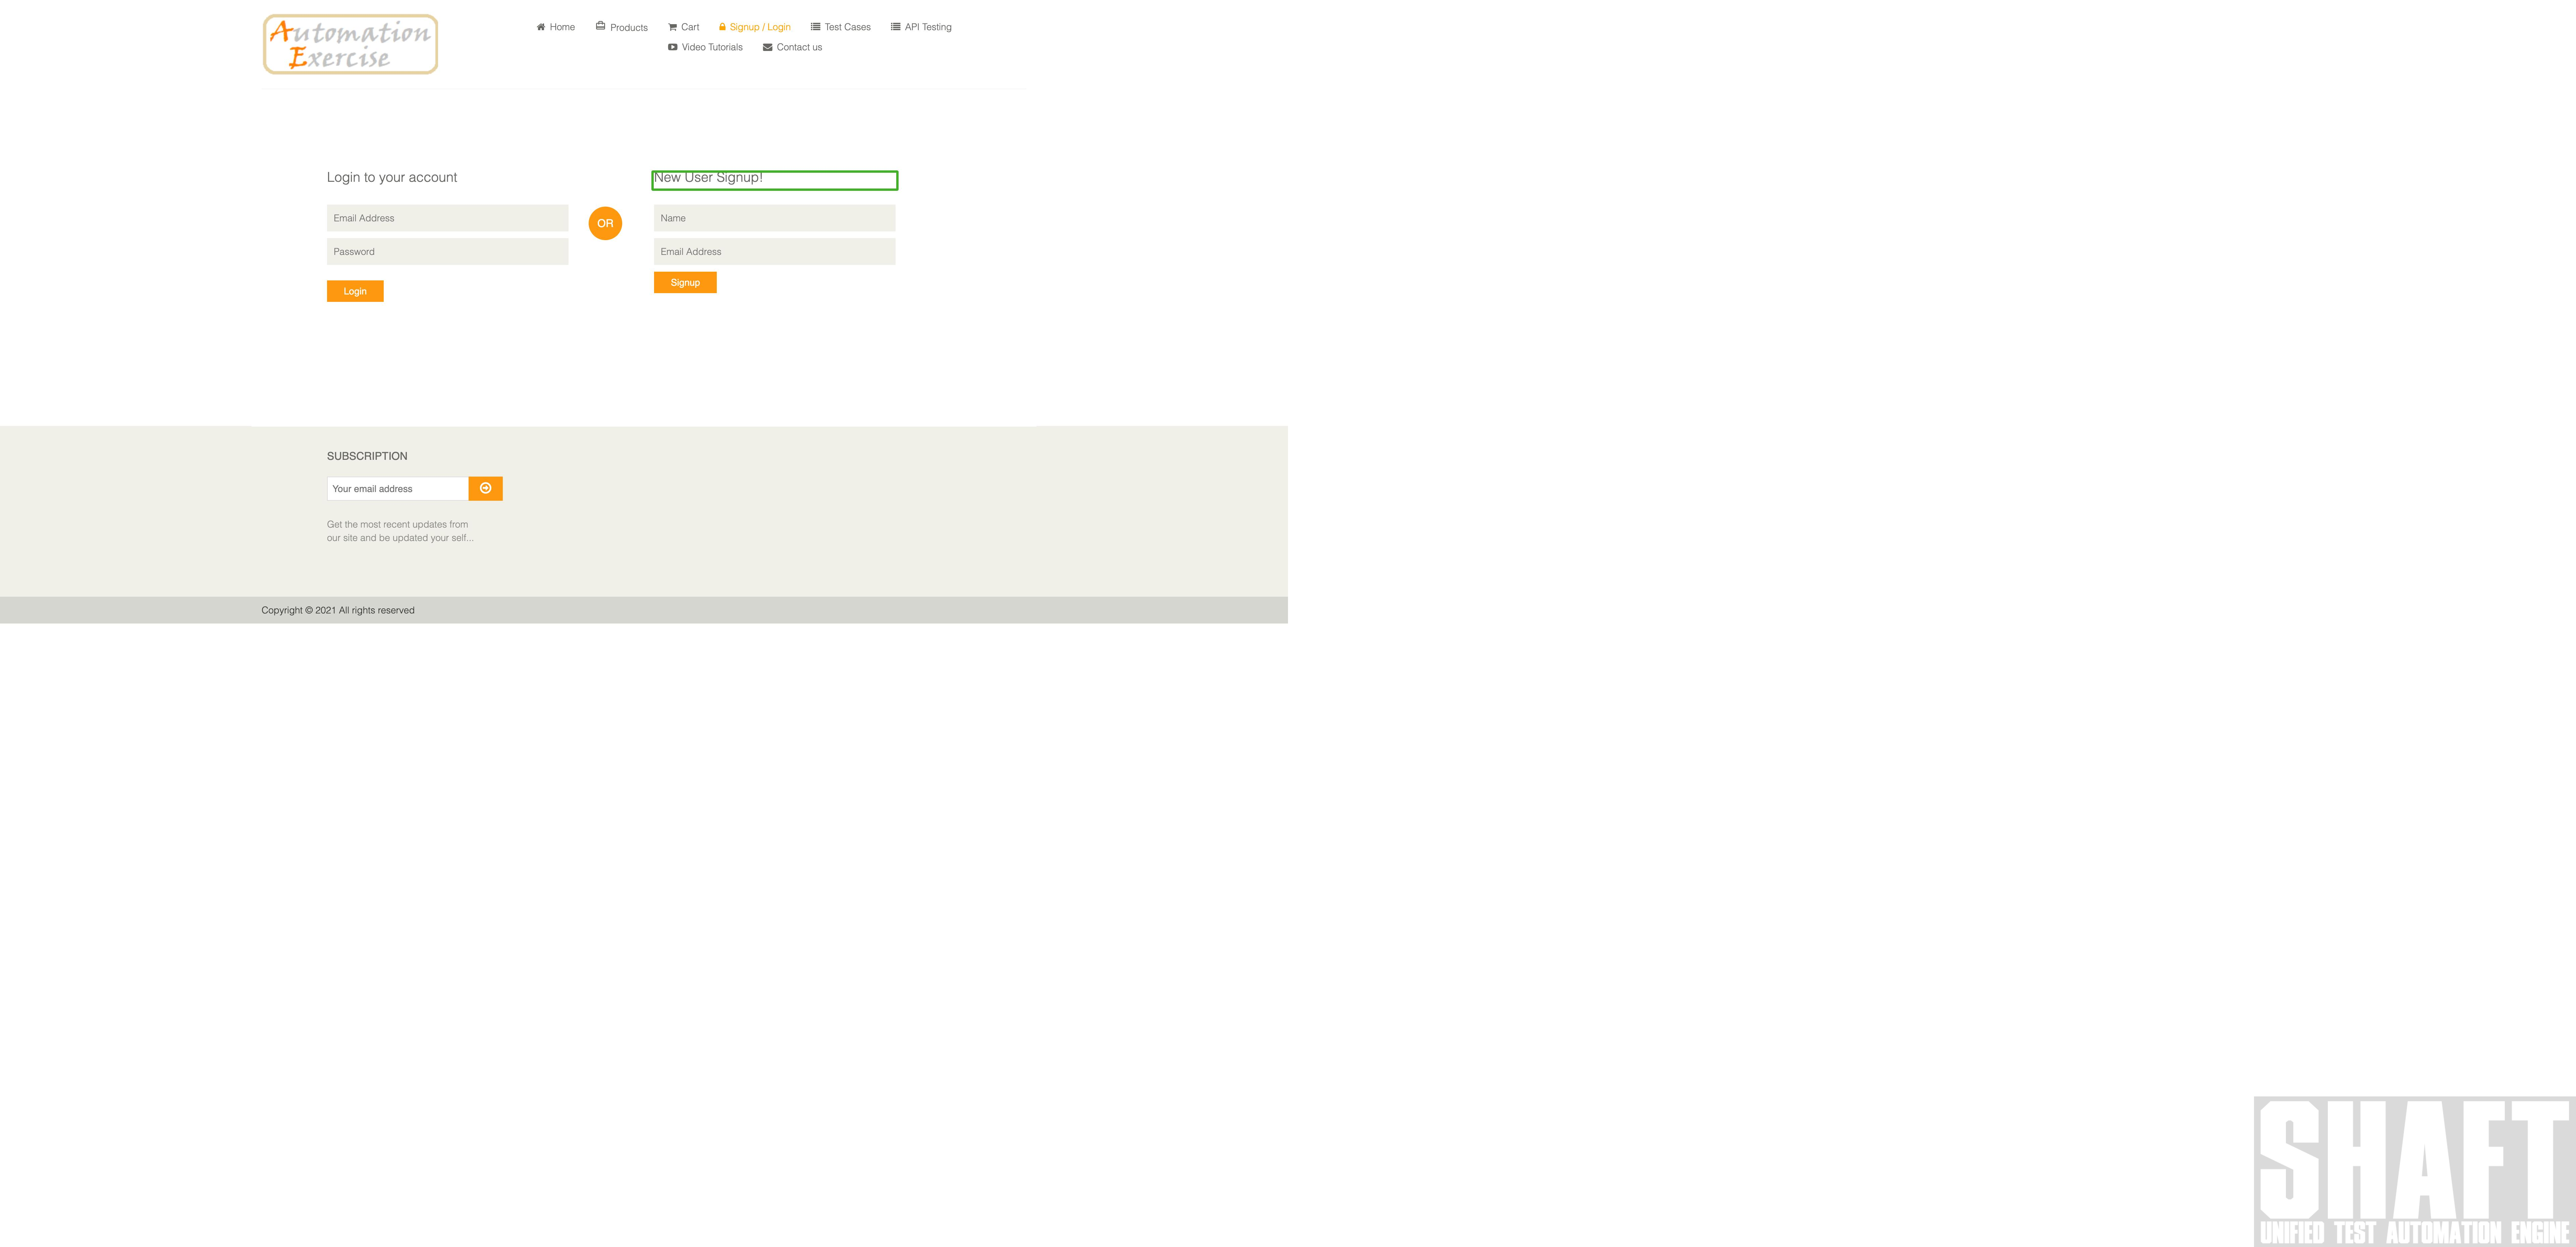 Automation
Exercise
Home
Products
Cart
Signup / Login
Test Cases
API Testing
Video Tutorials
Contact us
Login to your account
Email Address
Password
Login
OR
New User Signup!
Name
Email Address
Signup
SUBSCRIPTION
Your email address
Get the most recent updates from
our site and be updated your self...
Copyright © 2021 All rights reserved
SHAFT
UNIFIED TEST AUTOMATION ENGINE